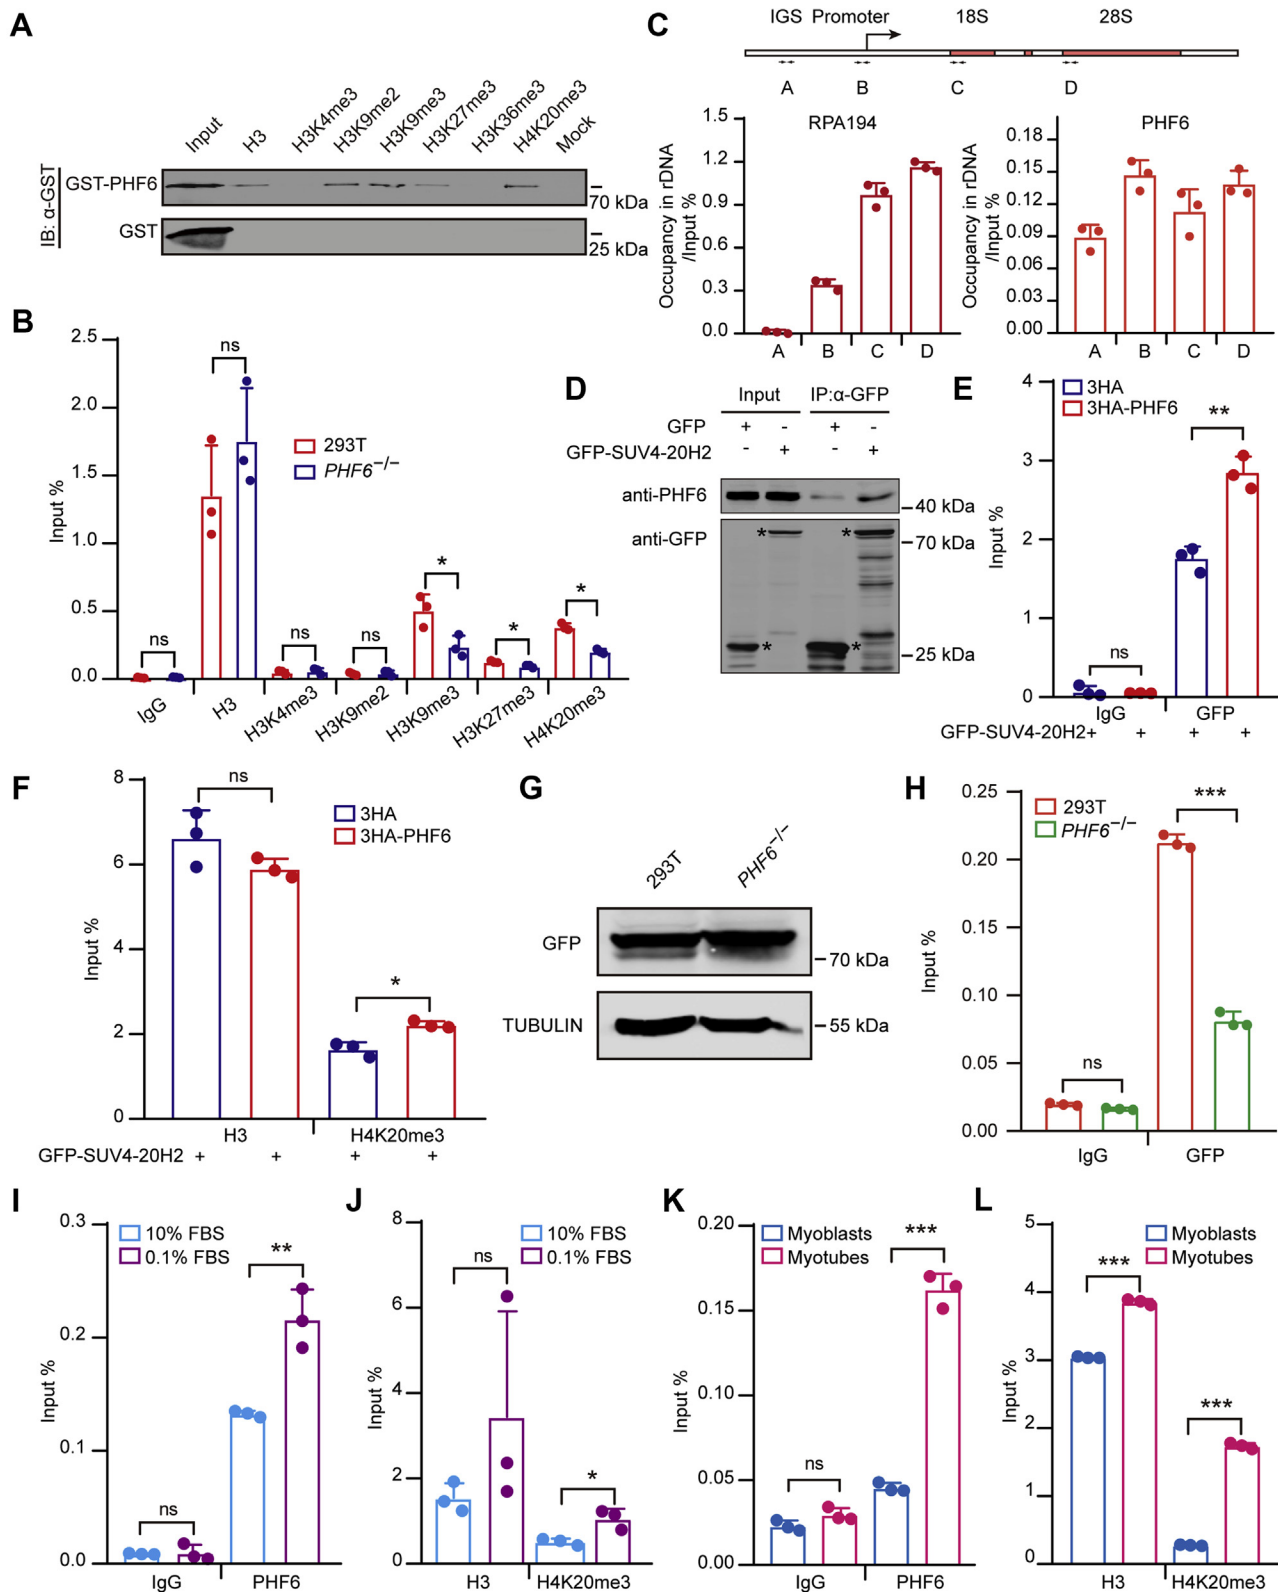 A
Input
H3
H3K4me3
H3K9me2
H3K9me3
H3K27me3
H3K36me3
H4K20me3
Mock
IB: α-GST
GST-PHF6
70 kDa
GST
25 kDa
B
Input %
2.5
2.0
1.5
1.0
0.5
0.0
ns
ns
ns
ns
*
*
*
293T
PHF6−/−
IgG
H3
H3K4me3
H3K9me2
H3K9me3
H3K27me3
H4K20me3
C
IGS Promoter 18S 28S
A B C D
RPA194
Occupancy in rDNA
/Input %
1.5
1.2
0.9
0.6
0.3
0.0
A B C D
PHF6
Occupancy in rDNA
/Input %
0.18
0.15
0.12
0.09
0.06
0.03
0.00
A B C D
D
Input IP:α-GFP
GFP + - + -
GFP-SUV4-20H2 - + - +
anti-PHF6
40 kDa
anti-GFP
* *
70 kDa
* *
25 kDa
E
3HA
3HA-PHF6
Input %
4
3
2
1
0
**
ns
IgG GFP
GFP-SUV4-20H2 + + + +
F
Input %
8
6
4
2
0
ns
*
3HA
3HA-PHF6
H3 H4K20me3
GFP-SUV4-20H2 + + + +
G
293T
PHF6−/−
GFP
70 kDa
TUBULIN
55 kDa
H
Input %
0.25
0.20
0.15
0.10
0.05
0.00
293T
PHF6−/−
***
ns
IgG GFP
I
Input %
0.3
0.2
0.1
0.0
10% FBS
0.1% FBS
**
ns
IgG PHF6
J
Input %
8
6
4
2
0
10% FBS
0.1% FBS
ns
*
H3 H4K20me3
K
Input %
0.20
0.15
0.10
0.05
0.00
Myoblasts
Myotubes
***
ns
IgG PHF6
L
Input %
5
4
3
2
1
0
Myoblasts
Myotubes
***
***
H3 H4K20me3